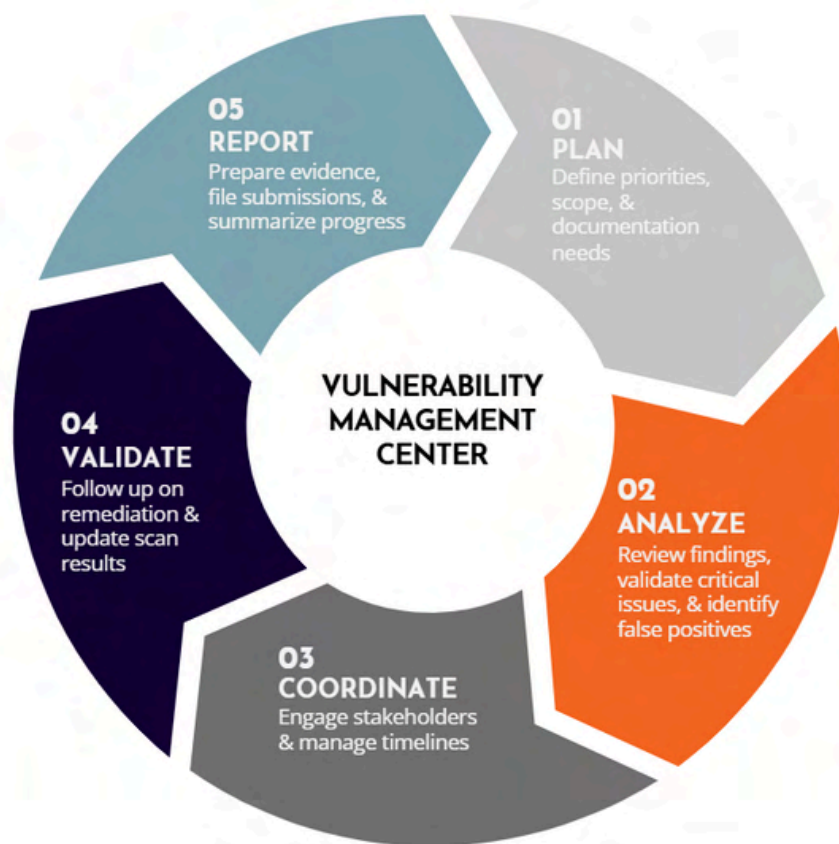 01
PLAN
Define priorities,
scope, &
documentation
needs
02
ANALYZE
Review findings,
validate critical
issues, & identify
false positives
03
COORDINATE
Engage stakeholders
& manage timelines
04
VALIDATE
Follow up on
remediation &
update scan
results
05
REPORT
Prepare evidence,
file submissions, &
summarize progress
VULNERABILITY
MANAGEMENT
CENTER